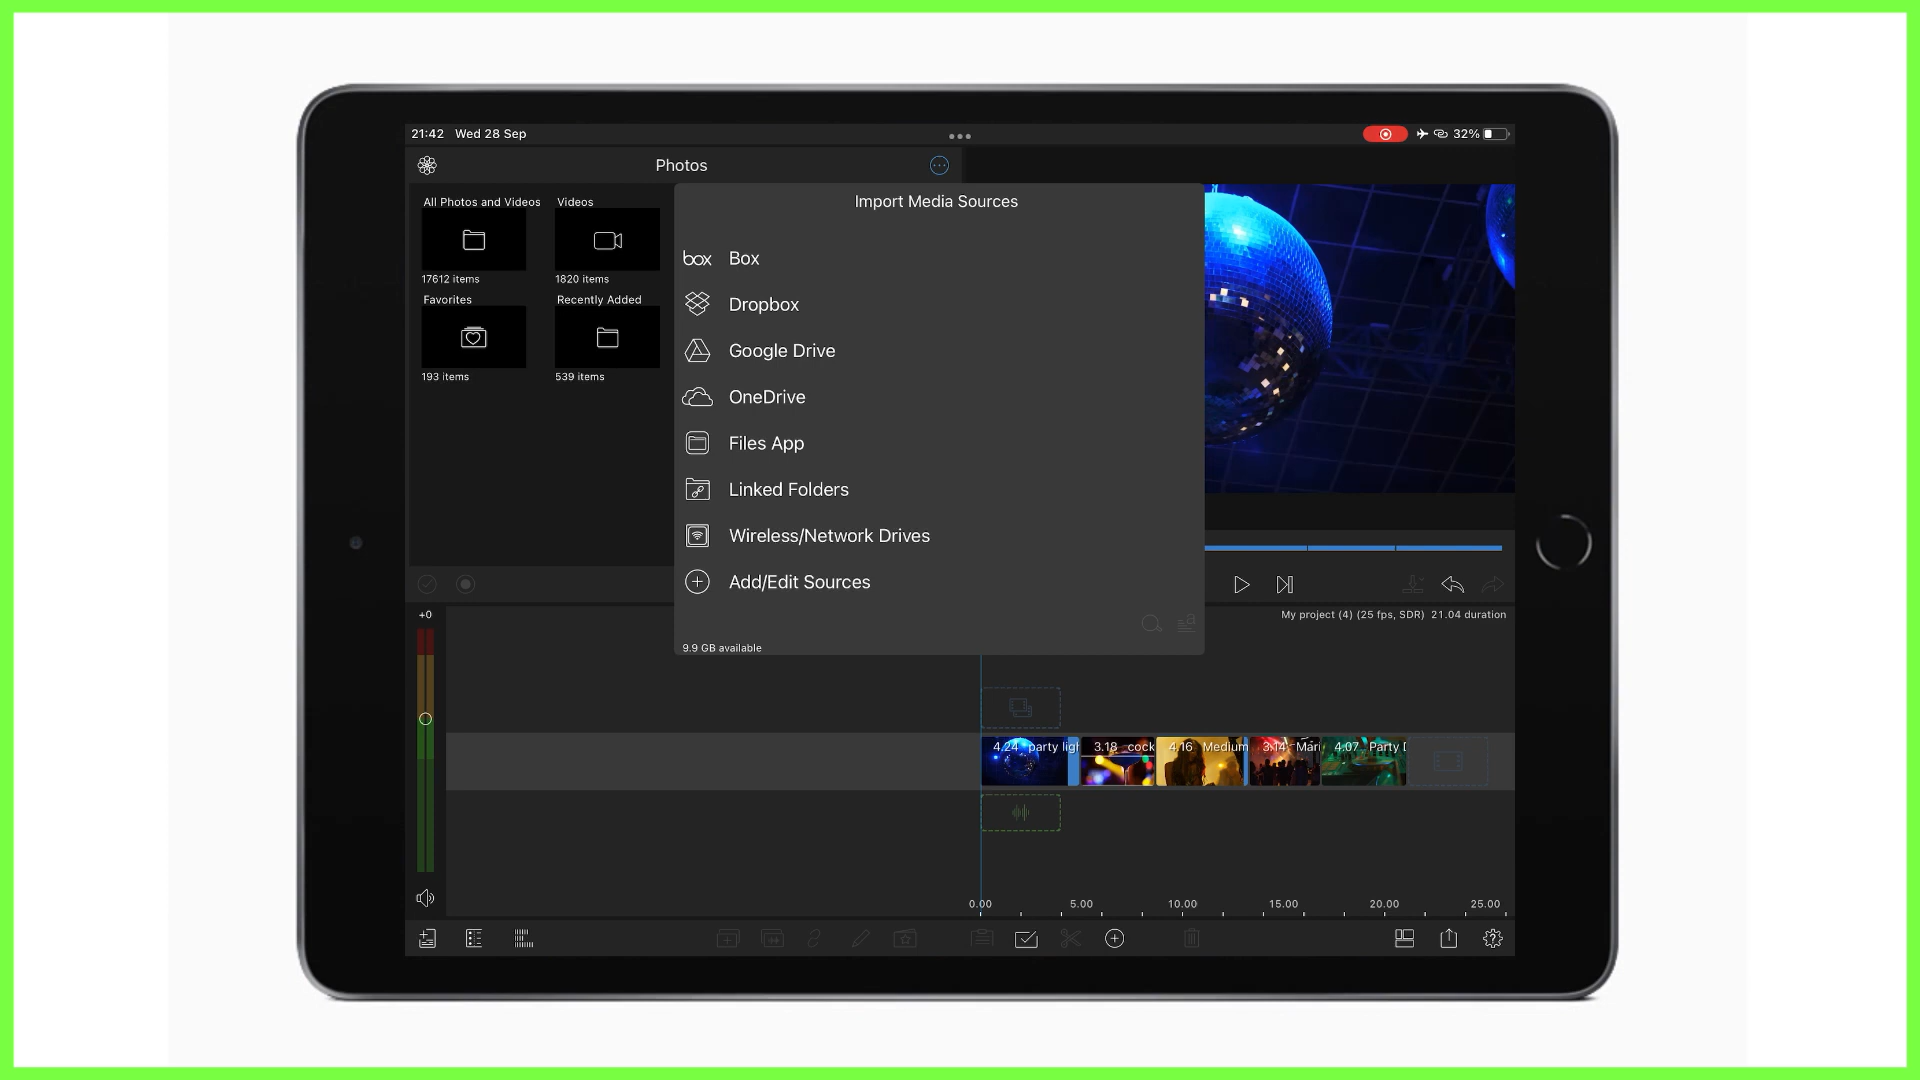 21:42 Wed 28 Sep
32%
Photos
All Photos and Videos
Videos
17612 items
1820 items
Favorites
Recently Added
193 items
539 items
Import Media Sources
box Box
Dropbox
Google Drive
OneDrive
Files App
Linked Folders
Wireless/Network Drives
Add/Edit Sources
9.9 GB available
+0
My project (4) (25 fps, SDR) 21.04 duration
4.24 party ligh
3.18 cock
4.16 Medium
3.14 Mari
4.07 Party
0.00
5.00
10.00
15.00
20.00
25.00